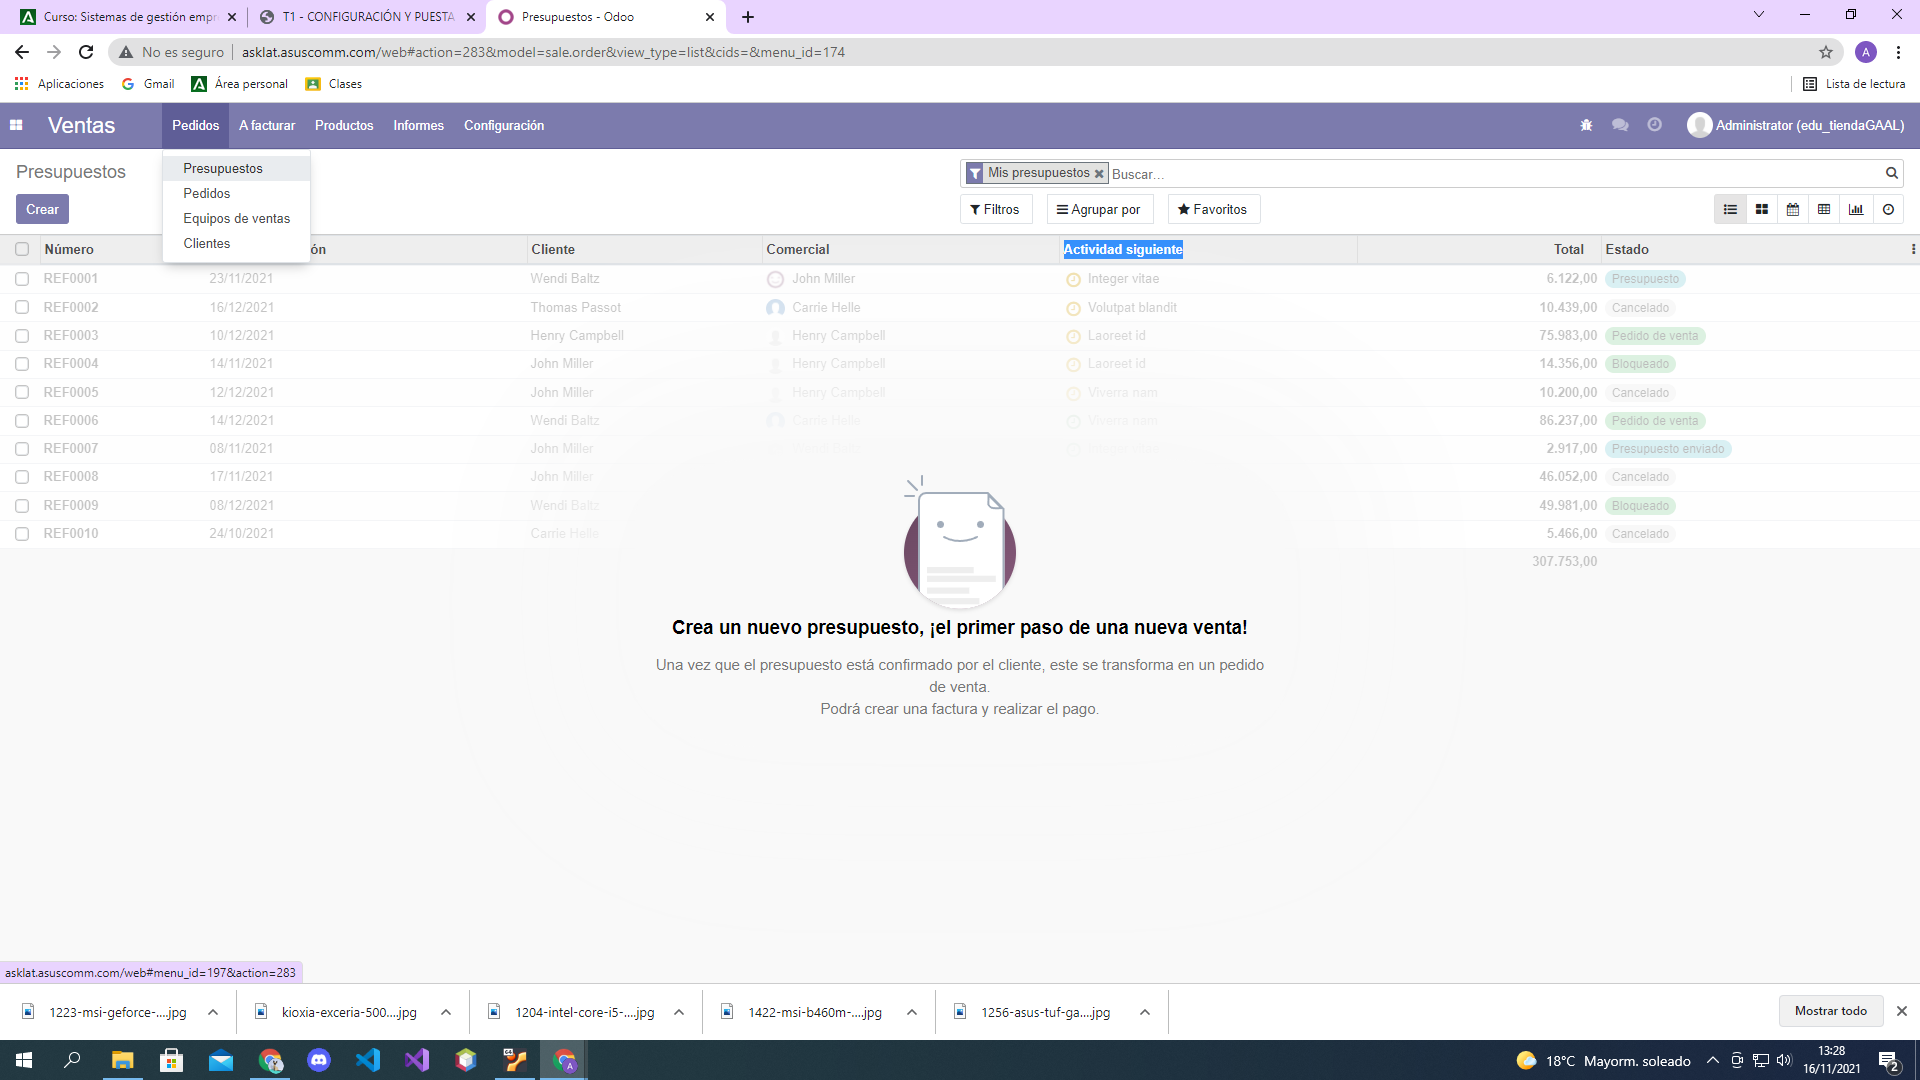 Curso: Sistemas de gestión empr
T1 - CONFIGURACIÓN Y PUESTA
Presupuestos - Odoo
No es seguro
asklat.asuscomm.com/web#action=283&model=sale.order&view_type=list&cids=&menu_id=174
A
Aplicaciones
Gmail
Área personal
Clases
Lista de lectura
Ventas
Pedidos
A facturar
Productos
Informes
Configuración
Administrator (edu_tiendaGAAL)
Presupuestos
Crear
Presupuestos
Pedidos
Equipos de ventas
Clientes
Mis presupuestos
Buscar...
Filtros
Agrupar por
Favoritos
Número ón Cliente Comercial Actividad siguiente Total Estado
REF0001 23/11/2021 Wendi Baltz John Miller Integer vitae 6.122,00 Presupuesto
REF0002 16/12/2021 Thomas Passot Carrie Helle Volutpat blandit 10.439,00 Cancelado
REF0003 10/12/2021 Henry Campbell Henry Campbell Laoreet id 75.983,00 Pedido de venta
REF0004 14/11/2021 John Miller Henry Campbell Laoreet id 14.356,00 Bloqueado
REF0005 12/12/2021 John Miller Henry Campbell Viverra nam 10.200,00 Cancelado
REF0006 14/12/2021 Wendi Baltz Carrie Helle Viverra nam 86.237,00 Pedido de venta
REF0007 08/11/2021 John Miller 2.917,00 Presupuesto enviado
REF0008 17/11/2021 John Miller 46.052,00 Cancelado
REF0009 08/12/2021 Wendi Baltz 49.981,00 Bloqueado
REF0010 24/10/2021 Carrie Helle 5.466,00 Cancelado
307.753,00
Crea un nuevo presupuesto, ¡el primer paso de una nueva venta!
Una vez que el presupuesto está confirmado por el cliente, este se transforma en un pedido
de venta.
Podrá crear una factura y realizar el pago.
asklat.asuscomm.com/web#menu_id=197&action=283
1223-msi-geforce-....jpg
kioxia-exceria-500....jpg
1204-intel-core-i5-....jpg
1422-msi-b460m-....jpg
1256-asus-tuf-ga....jpg
Mostrar todo
18°C Mayorm. soleado
13:28
16/11/2021
2